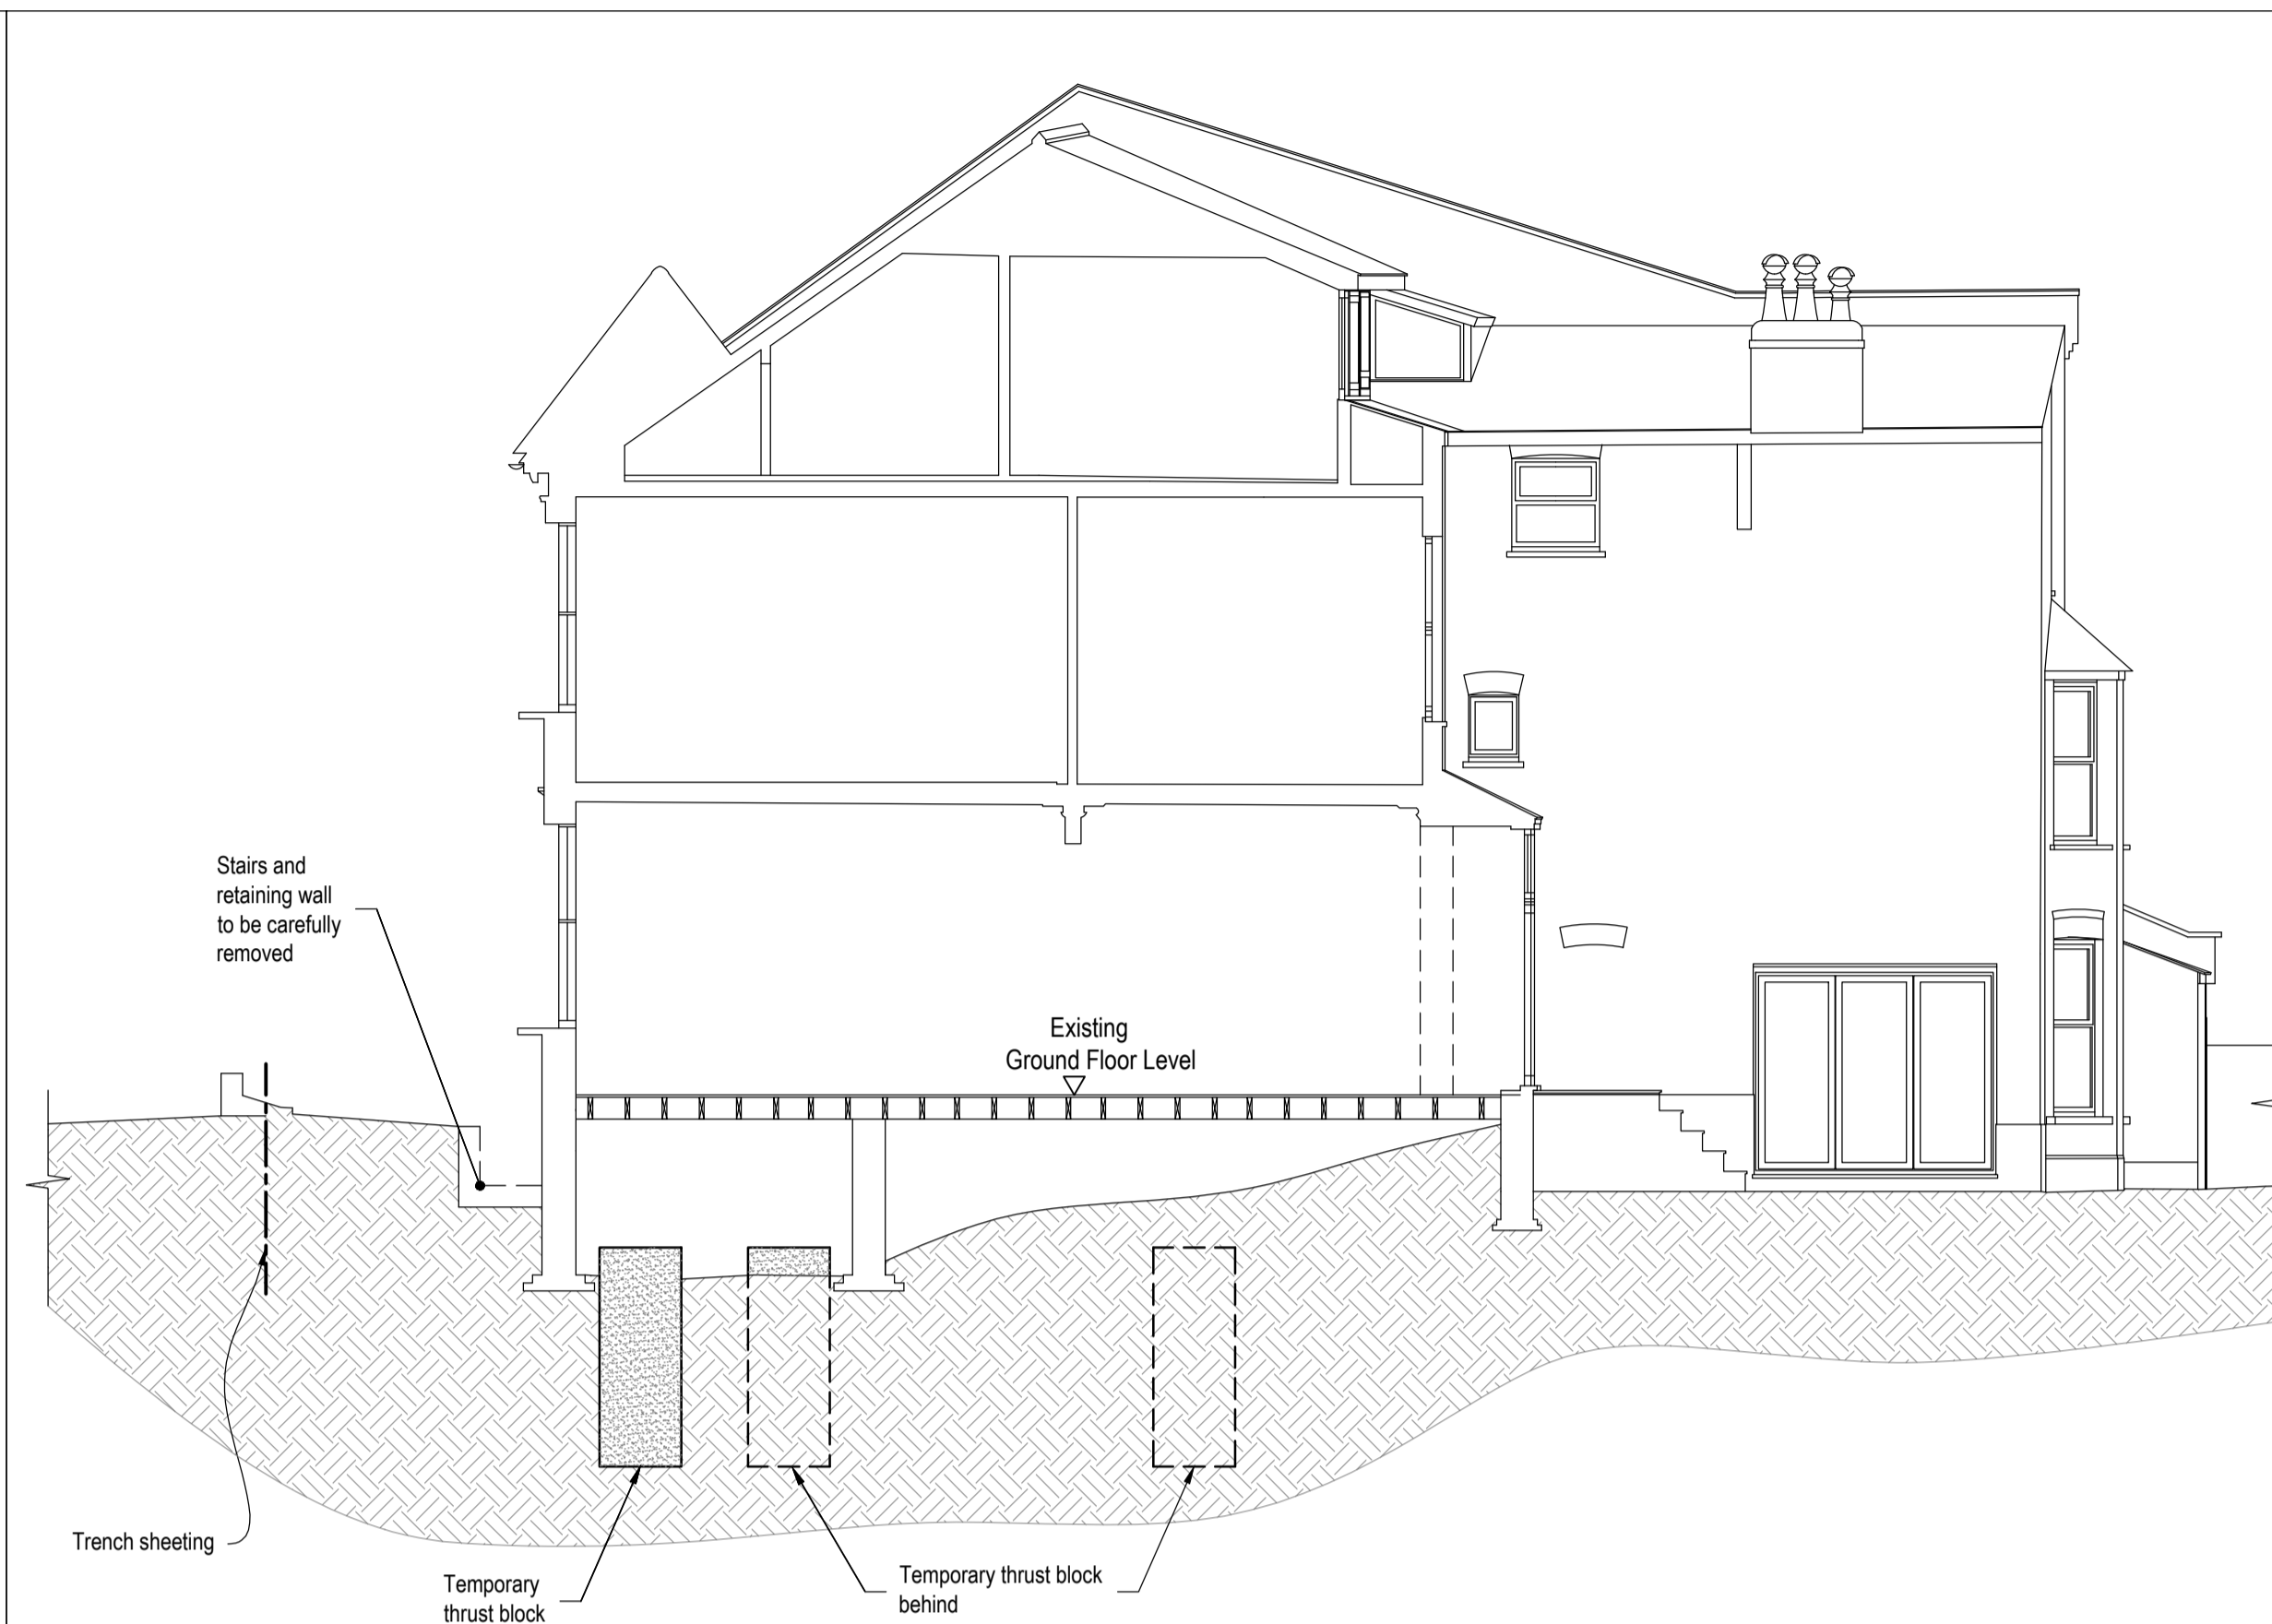 Stairs and
retaining wall
to be carefully
removed
Existing
Ground Floor Level
Trench sheeting
Temporary
thrust block
Temporary thrust block
behind